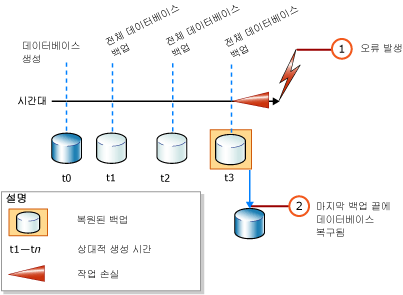 데이터베이스
생성
전체 데이터베이스
백업
전체 데이터베이스
백업
전체 데이터베이스
백업
1 오류 발생
시간대
t0 t1 t2 t3
2 마지막 백업 끝에
데이터베이스
복구됨
설명
복원된 백업
t1—tn 상대적 생성 시간
작업 손실